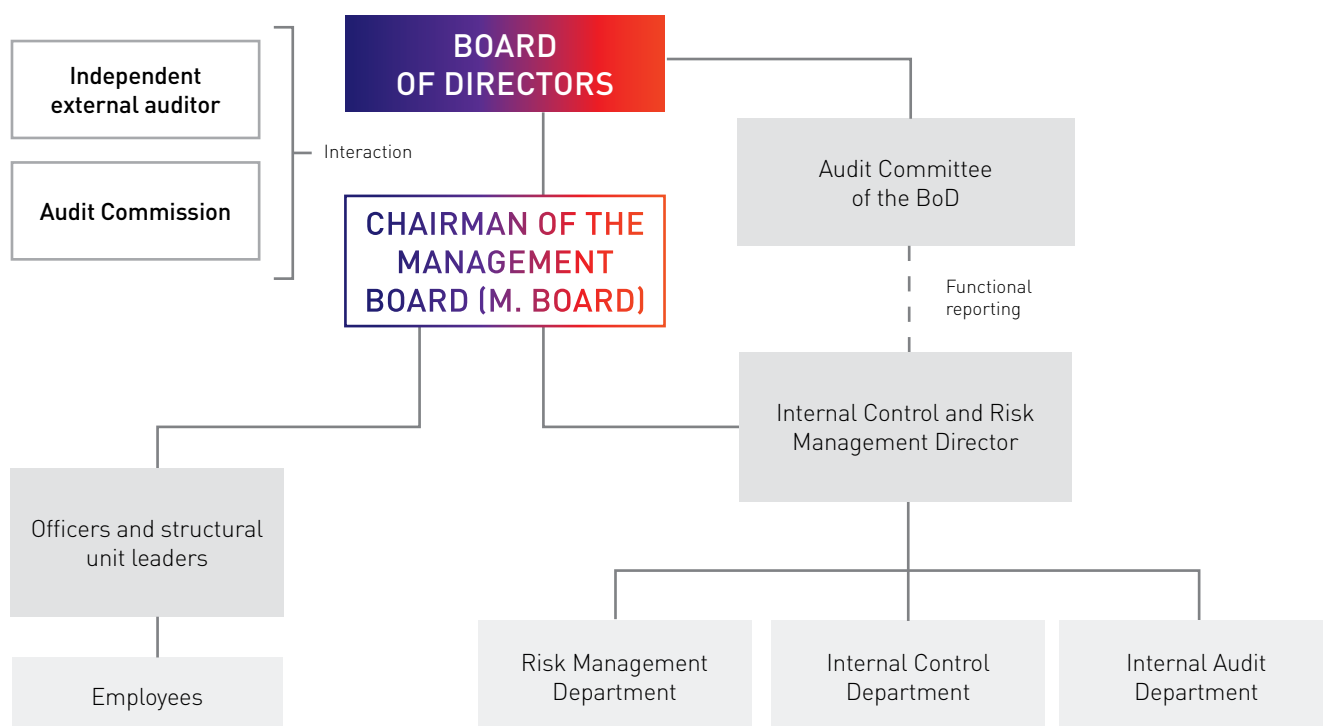 BOARD
OF DIRECTORS
Independent
external auditor
Interaction
Audit Commission
Audit Committee
of the BoD
CHAIRMAN OF THE
MANAGEMENT
BOARD (M. BOARD)
Functional
reporting
Internal Control and Risk
Management Director
Officers and structural
unit leaders
Employees
Risk Management
Department
Internal Control
Department
Internal Audit
Department